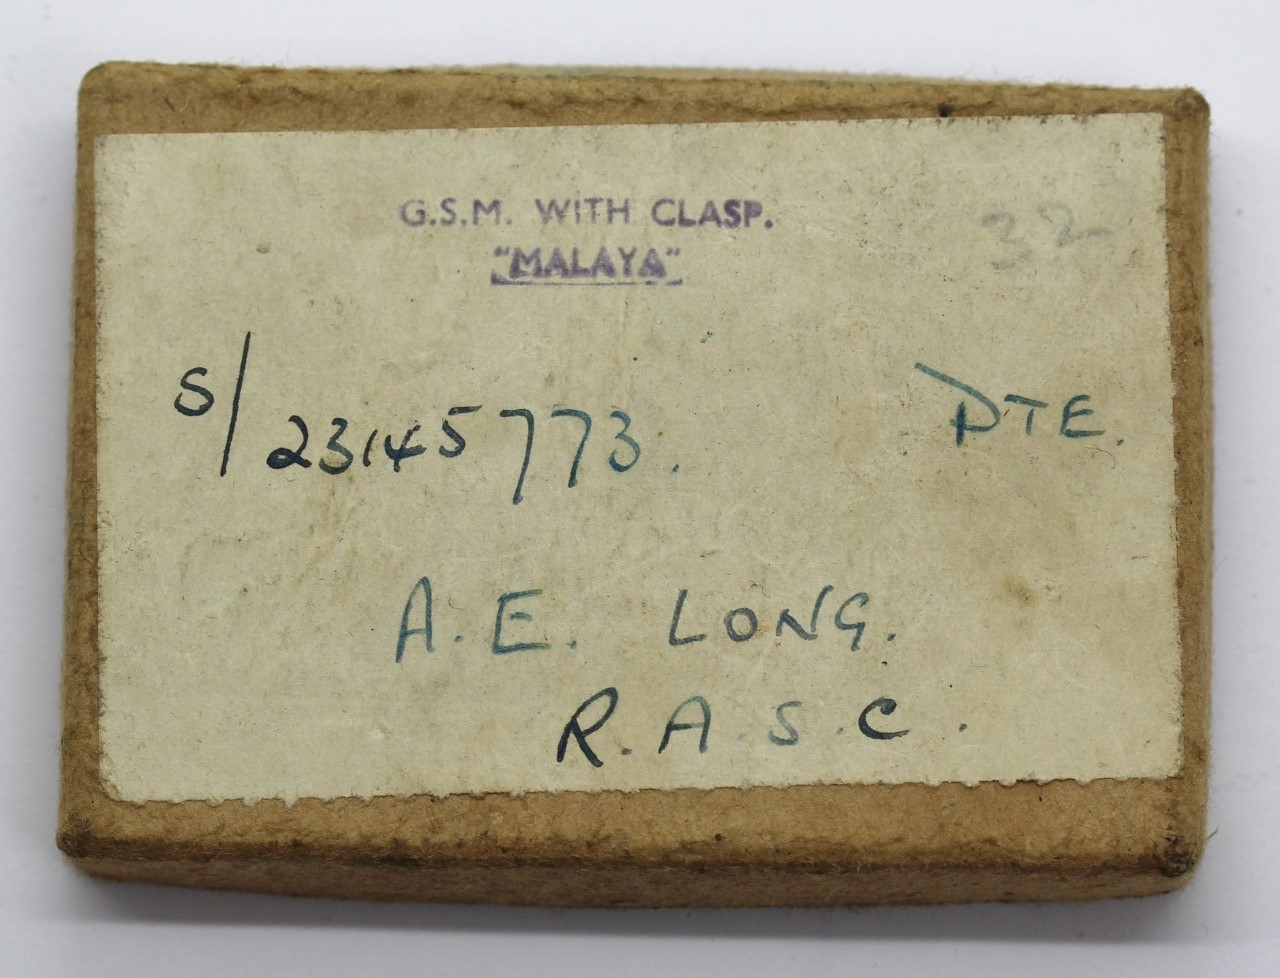 G.S.M. WITH CLASP.
"MALAYA"
32
S/23145773. PTE.
A.E. LONG.
R.A.S.C.